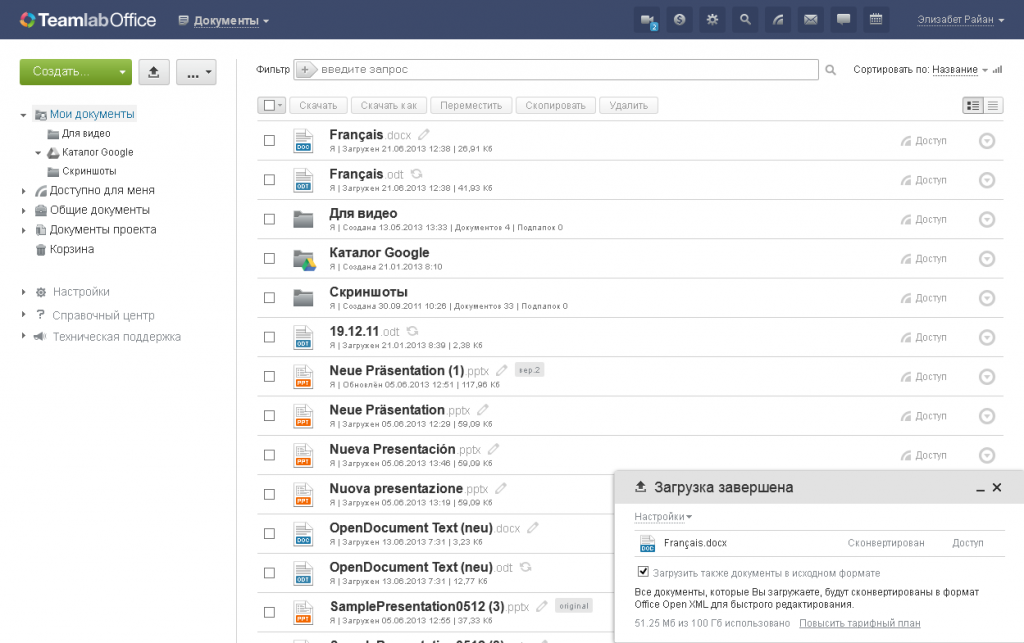 TeamlabOffice
Документы
2
Элизабет Райан
Создать...
...
Мои документы
Для видео
Каталог Google
Скриншоты
Доступно для меня
Общие документы
Документы проекта
Корзина
Настройки
Справочный центр
Техническая поддержка
Фильтр
введите запрос
Сортировать по: Название
Скачать
Скачать как
Переместить
Скопировать
Удалить
Français.docx
Я | Загружен 21.06.2013 12:38 | 26,91 Кб
Доступ
Français.odt
Я | Загружен 21.06.2013 12:38 | 41,93 Кб
Доступ
Для видео
Я | Создана 13.05.2013 13:33 | Документов 4 | Подпапок 0
Доступ
Каталог Google
Я | Создана 21.01.2013 8:10
Доступ
Скриншоты
Я | Создана 30.09.2011 10:26 | Документов 33 | Подпапок 0
Доступ
19.12.11.odt
Я | Загружен 21.01.2013 8:39 | 2,38 Кб
Доступ
Neue Präsentation (1).pptx
вер.2
Я | Обновлён 05.06.2013 12:51 | 117,96 Кб
Доступ
Neue Präsentation.pptx
Я | Загружен 05.06.2013 12:29 | 59,09 Кб
Доступ
Nueva Presentación.pptx
Я | Загружен 05.06.2013 13:46 | 59,09 Кб
Доступ
Nuova presentazione.pptx
Я | Загружен 05.06.2013 13:19 | 59,09 Кб
OpenDocument Text (neu).docx
Я | Загружен 13.06.2013 7:31 | 3,23 Кб
OpenDocument Text (neu).odt
Я | Загружен 13.06.2013 7:31 | 12,77 Кб
SamplePresentation0512 (3).pptx
original
Я | Загружен 05.06.2013 12:55 | 37,33 Кб
Загрузка завершена
Настройки
Français.docx
Сконвертирован
Доступ
Загрузить также документы в исходном формате
Все документы, которые Вы загружаете, будут сконвертированы в формат
Office Open XML для быстрого редактирования.
51.25 Мб из 100 Гб использовано Повысить тарифный план